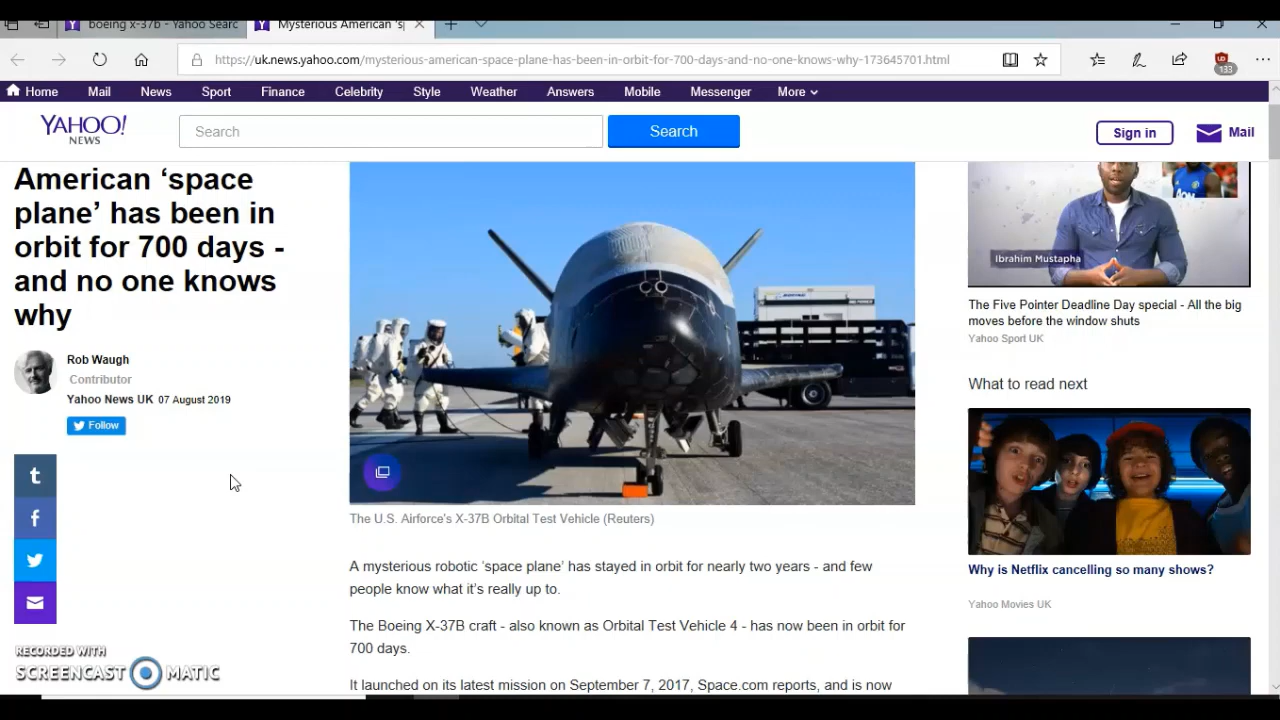 boeing x-37b - Yahoo Searc
Mysterious American 's
https://uk.news.yahoo.com/mysterious-american-space-plane-has-been-in-orbit-for-700-days-and-no-one-knows-why-173645701.html
133
Home Mail News Sport Finance Celebrity Style Weather Answers Mobile Messenger More
YAHOO!
NEWS
Search
Search
Sign in
Mail
American ‘space
plane’ has been in
orbit for 700 days -
and no one knows
why
Rob Waugh
Contributor
Yahoo News UK 07 August 2019
Follow
The U.S. Airforce's X-37B Orbital Test Vehicle (Reuters)
A mysterious robotic ‘space plane’ has stayed in orbit for nearly two years - and few
people know what it’s really up to.
The Boeing X-37B craft - also known as Orbital Test Vehicle 4 - has now been in orbit for
700 days.
It launched on its latest mission on September 7, 2017, Space.com reports, and is now
Ibrahim Mustapha
The Five Pointer Deadline Day special - All the big
moves before the window shuts
Yahoo Sport UK
What to read next
Why is Netflix cancelling so many shows?
Yahoo Movies UK
RECORDED WITH
SCREENCAST MATIC